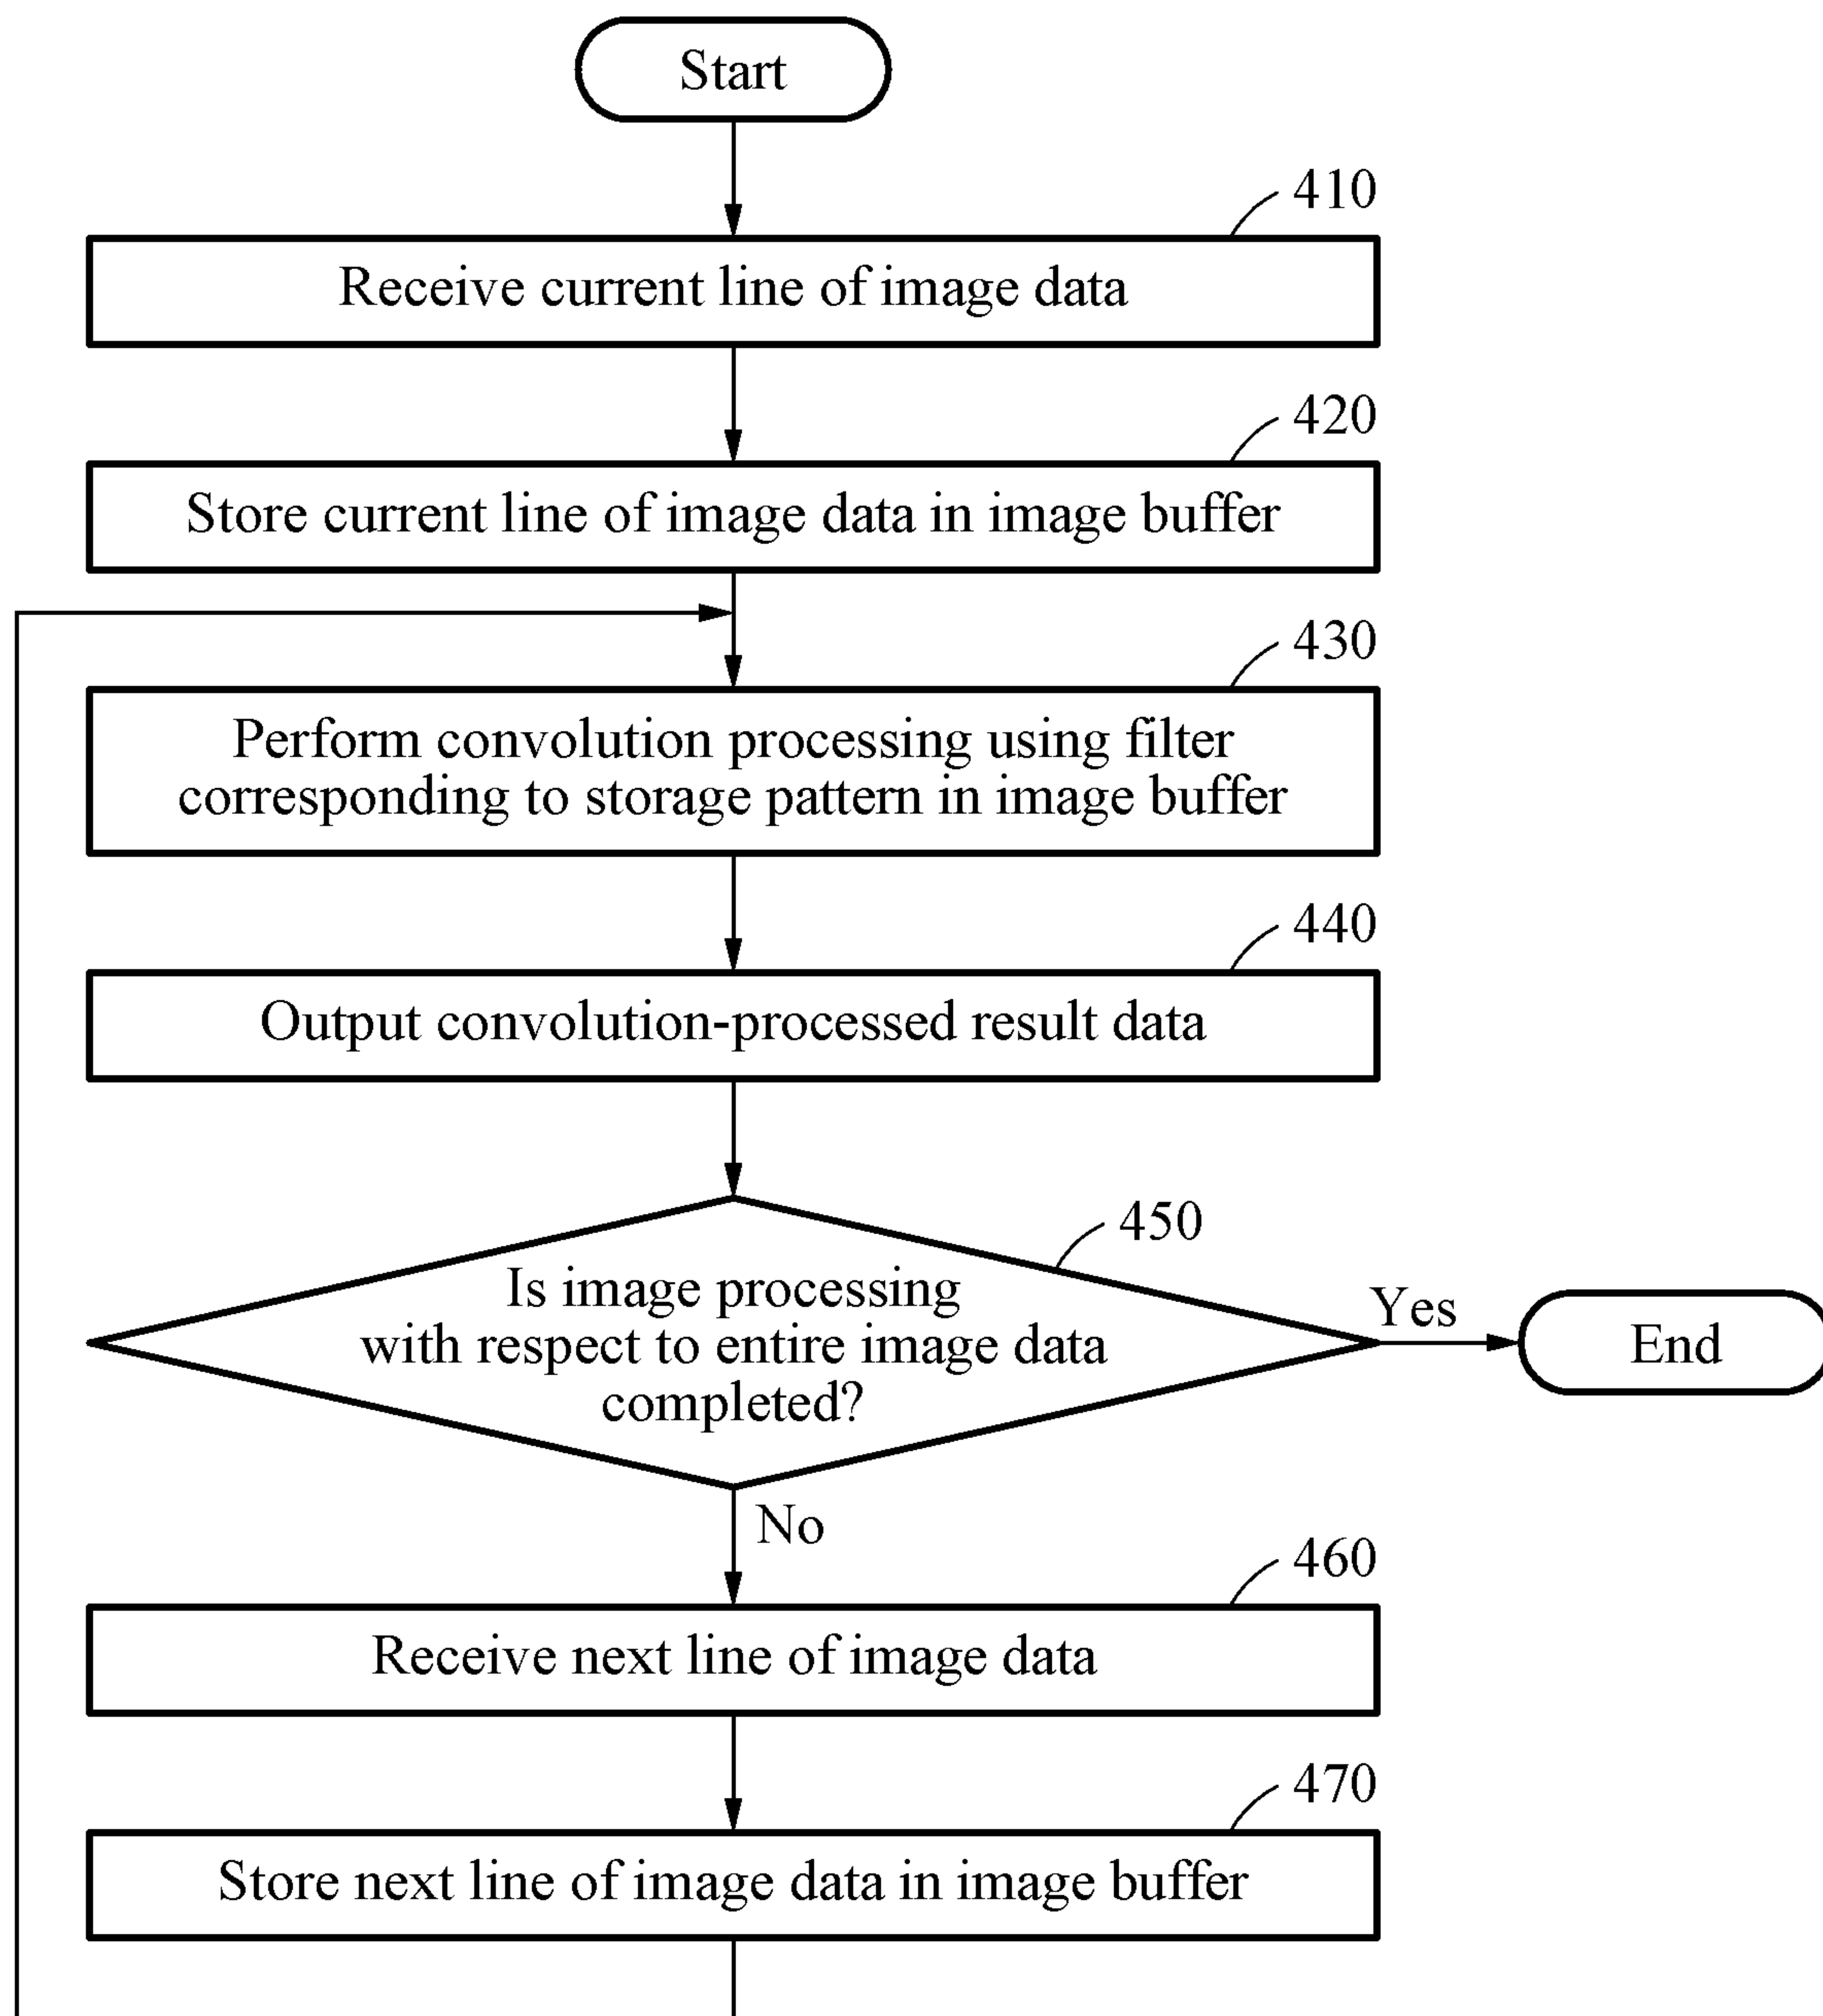 Start
410
Receive current line of image data
420
Store current line of image data in image buffer
430
Perform convolution processing using filter
corresponding to storage pattern in image buffer
440
Output convolution-processed result data
450
Is image processing
with respect to entire image data
completed?
Yes
End
No
460
Receive next line of image data
470
Store next line of image data in image buffer